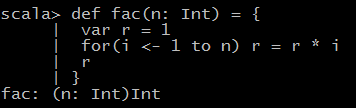 scala> def fac(n: Int) = {
     |   var r = 1
     |   for(i <- 1 to n) r = r * i
     |   r
     | }
fac: (n: Int)Int